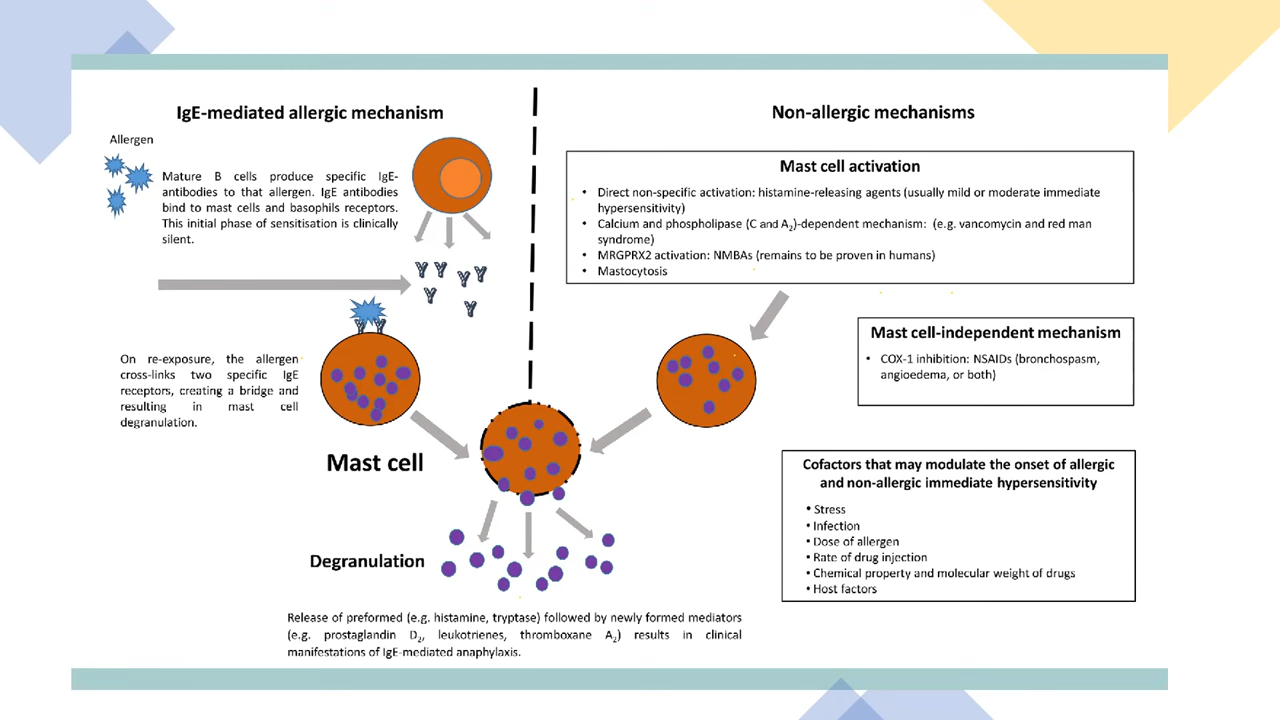 IgE-mediated allergic mechanism
Allergen
Mature B cells produce specific IgE-
antibodies to that allergen. IgE antibodies
bind to mast cells and basophils receptors.
This initial phase of sensitisation is clinically
silent.
On re-exposure, the allergen
cross-links two specific IgE
receptors, creating a bridge and
resulting in mast cell
degranulation.
Mast cell
Degranulation
Release of preformed (e.g. histamine, tryptase) followed by newly formed mediators
(e.g. prostaglandin D₂, leukotrienes, thromboxane A₂) results in clinical
manifestations of IgE-mediated anaphylaxis.
Non-allergic mechanisms
Mast cell activation
• Direct non-specific activation: histamine-releasing agents (usually mild or moderate immediate
hypersensitivity)
• Calcium and phospholipase (C and A₂)-dependent mechanism: (e.g. vancomycin and red man
syndrome)
• MRGPRX2 activation: NMBAs (remains to be proven in humans)
• Mastocytosis
Mast cell-independent mechanism
• COX-1 inhibition: NSAIDs (bronchospasm,
angioedema, or both)
Cofactors that may modulate the onset of allergic
and non-allergic immediate hypersensitivity
• Stress
• Infection
• Dose of allergen
• Rate of drug injection
• Chemical property and molecular weight of drugs
• Host factors